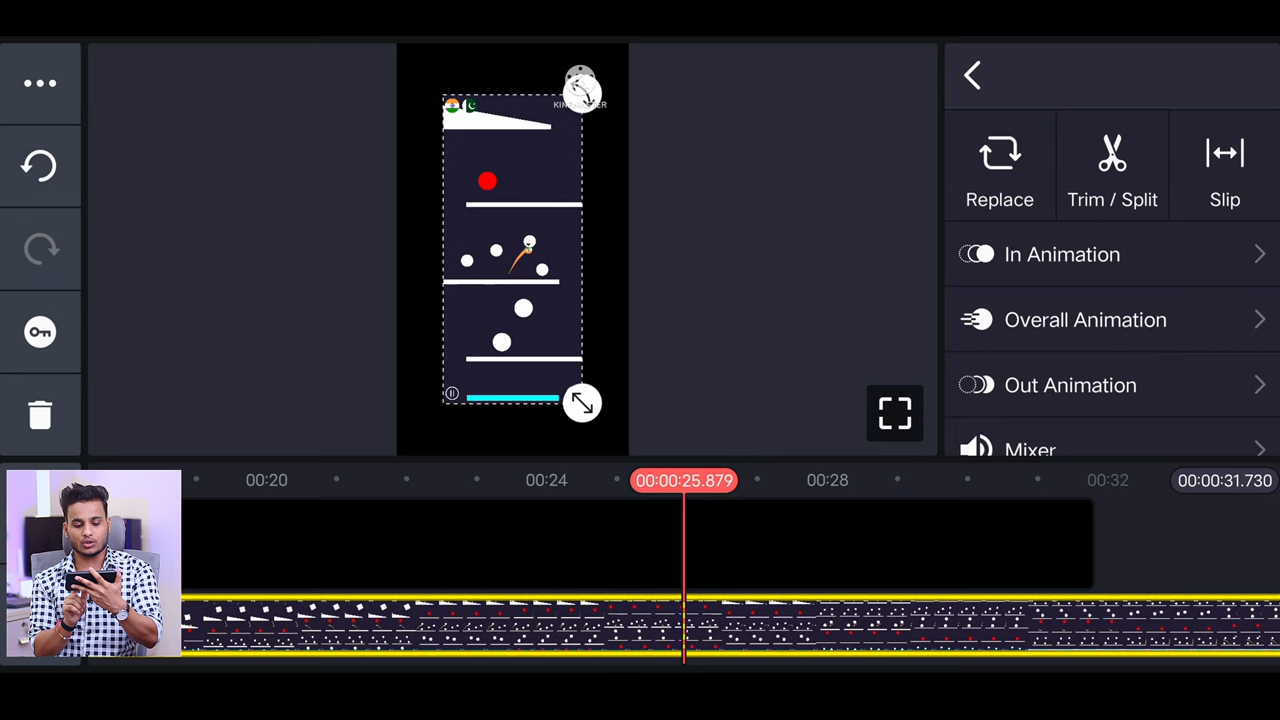 KINEMASTER
Replace
Trim / Split
Slip
In Animation
Overall Animation
Out Animation
Mixer
00:20
00:24
00:00:25.879
00:28
00:32
00:00:31.730